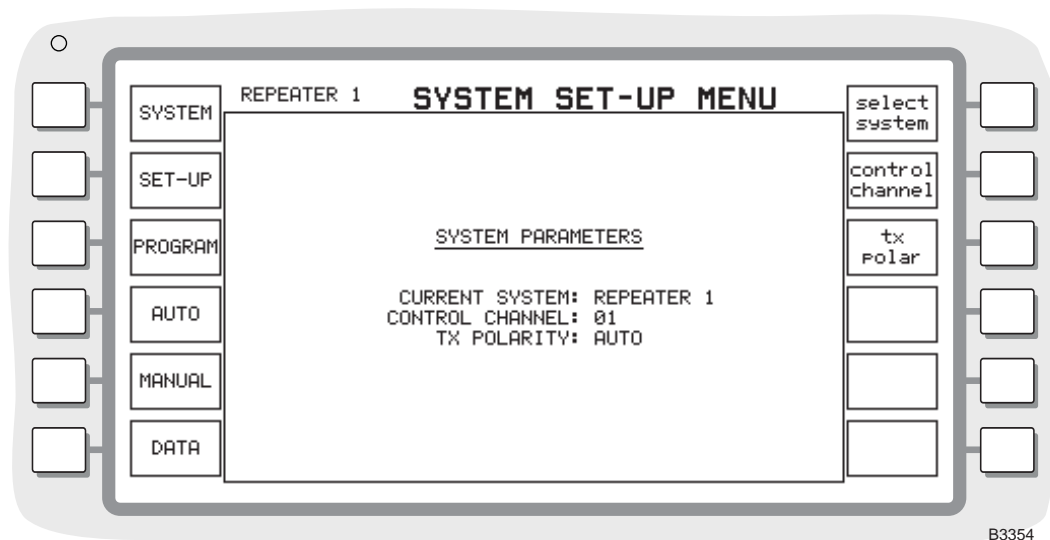 REPEATER 1
SYSTEM SET-UP MENU
SYSTEM
SET-UP
PROGRAM
AUTO
MANUAL
DATA
SYSTEM PARAMETERS
CURRENT SYSTEM: REPEATER 1
CONTROL CHANNEL: 01
TX POLARITY: AUTO
select
system
control
channel
tx
polar
B3354